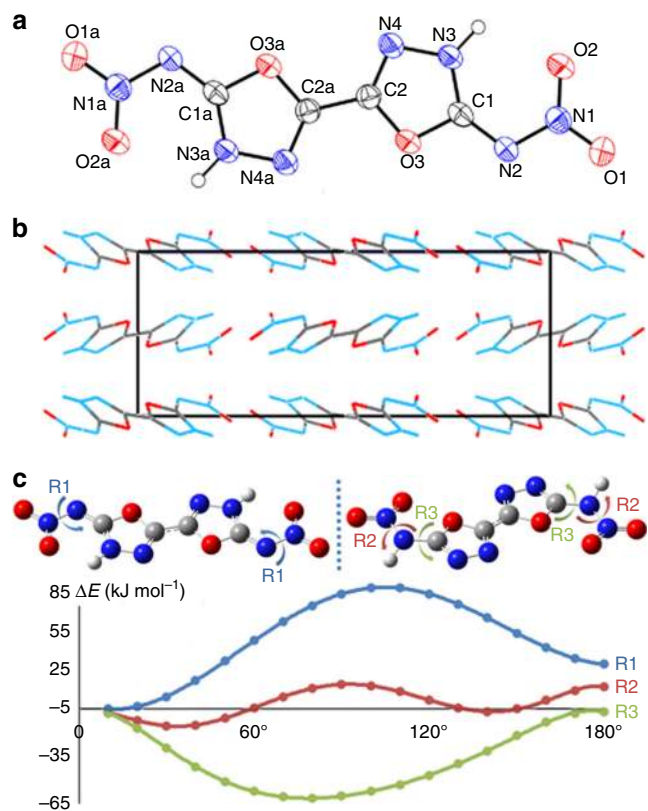 a
O1a
O3a
N4
N3
O2
N2a
C2a
C2
N1a
C1a
C1
N1
O2a
N3a
N4a
O3
N2
O1
b
c
R1
R1
R3
R2
R2
R3
85 ΔE (kJ mol⁻¹)
55
25
−5
−35
−65
0
60°
120°
180°
R1
R2
R3